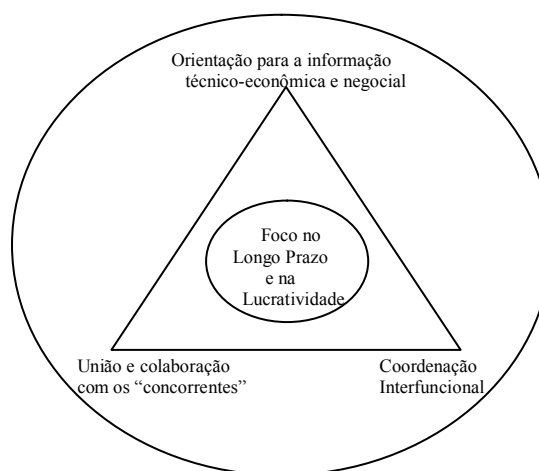 Orientação para a informação
técnico-econômica e negocial
Foco no
Longo Prazo
e na
Lucratividade
União e colaboração
com os “concorrentes”
Coordenação
Interfuncional